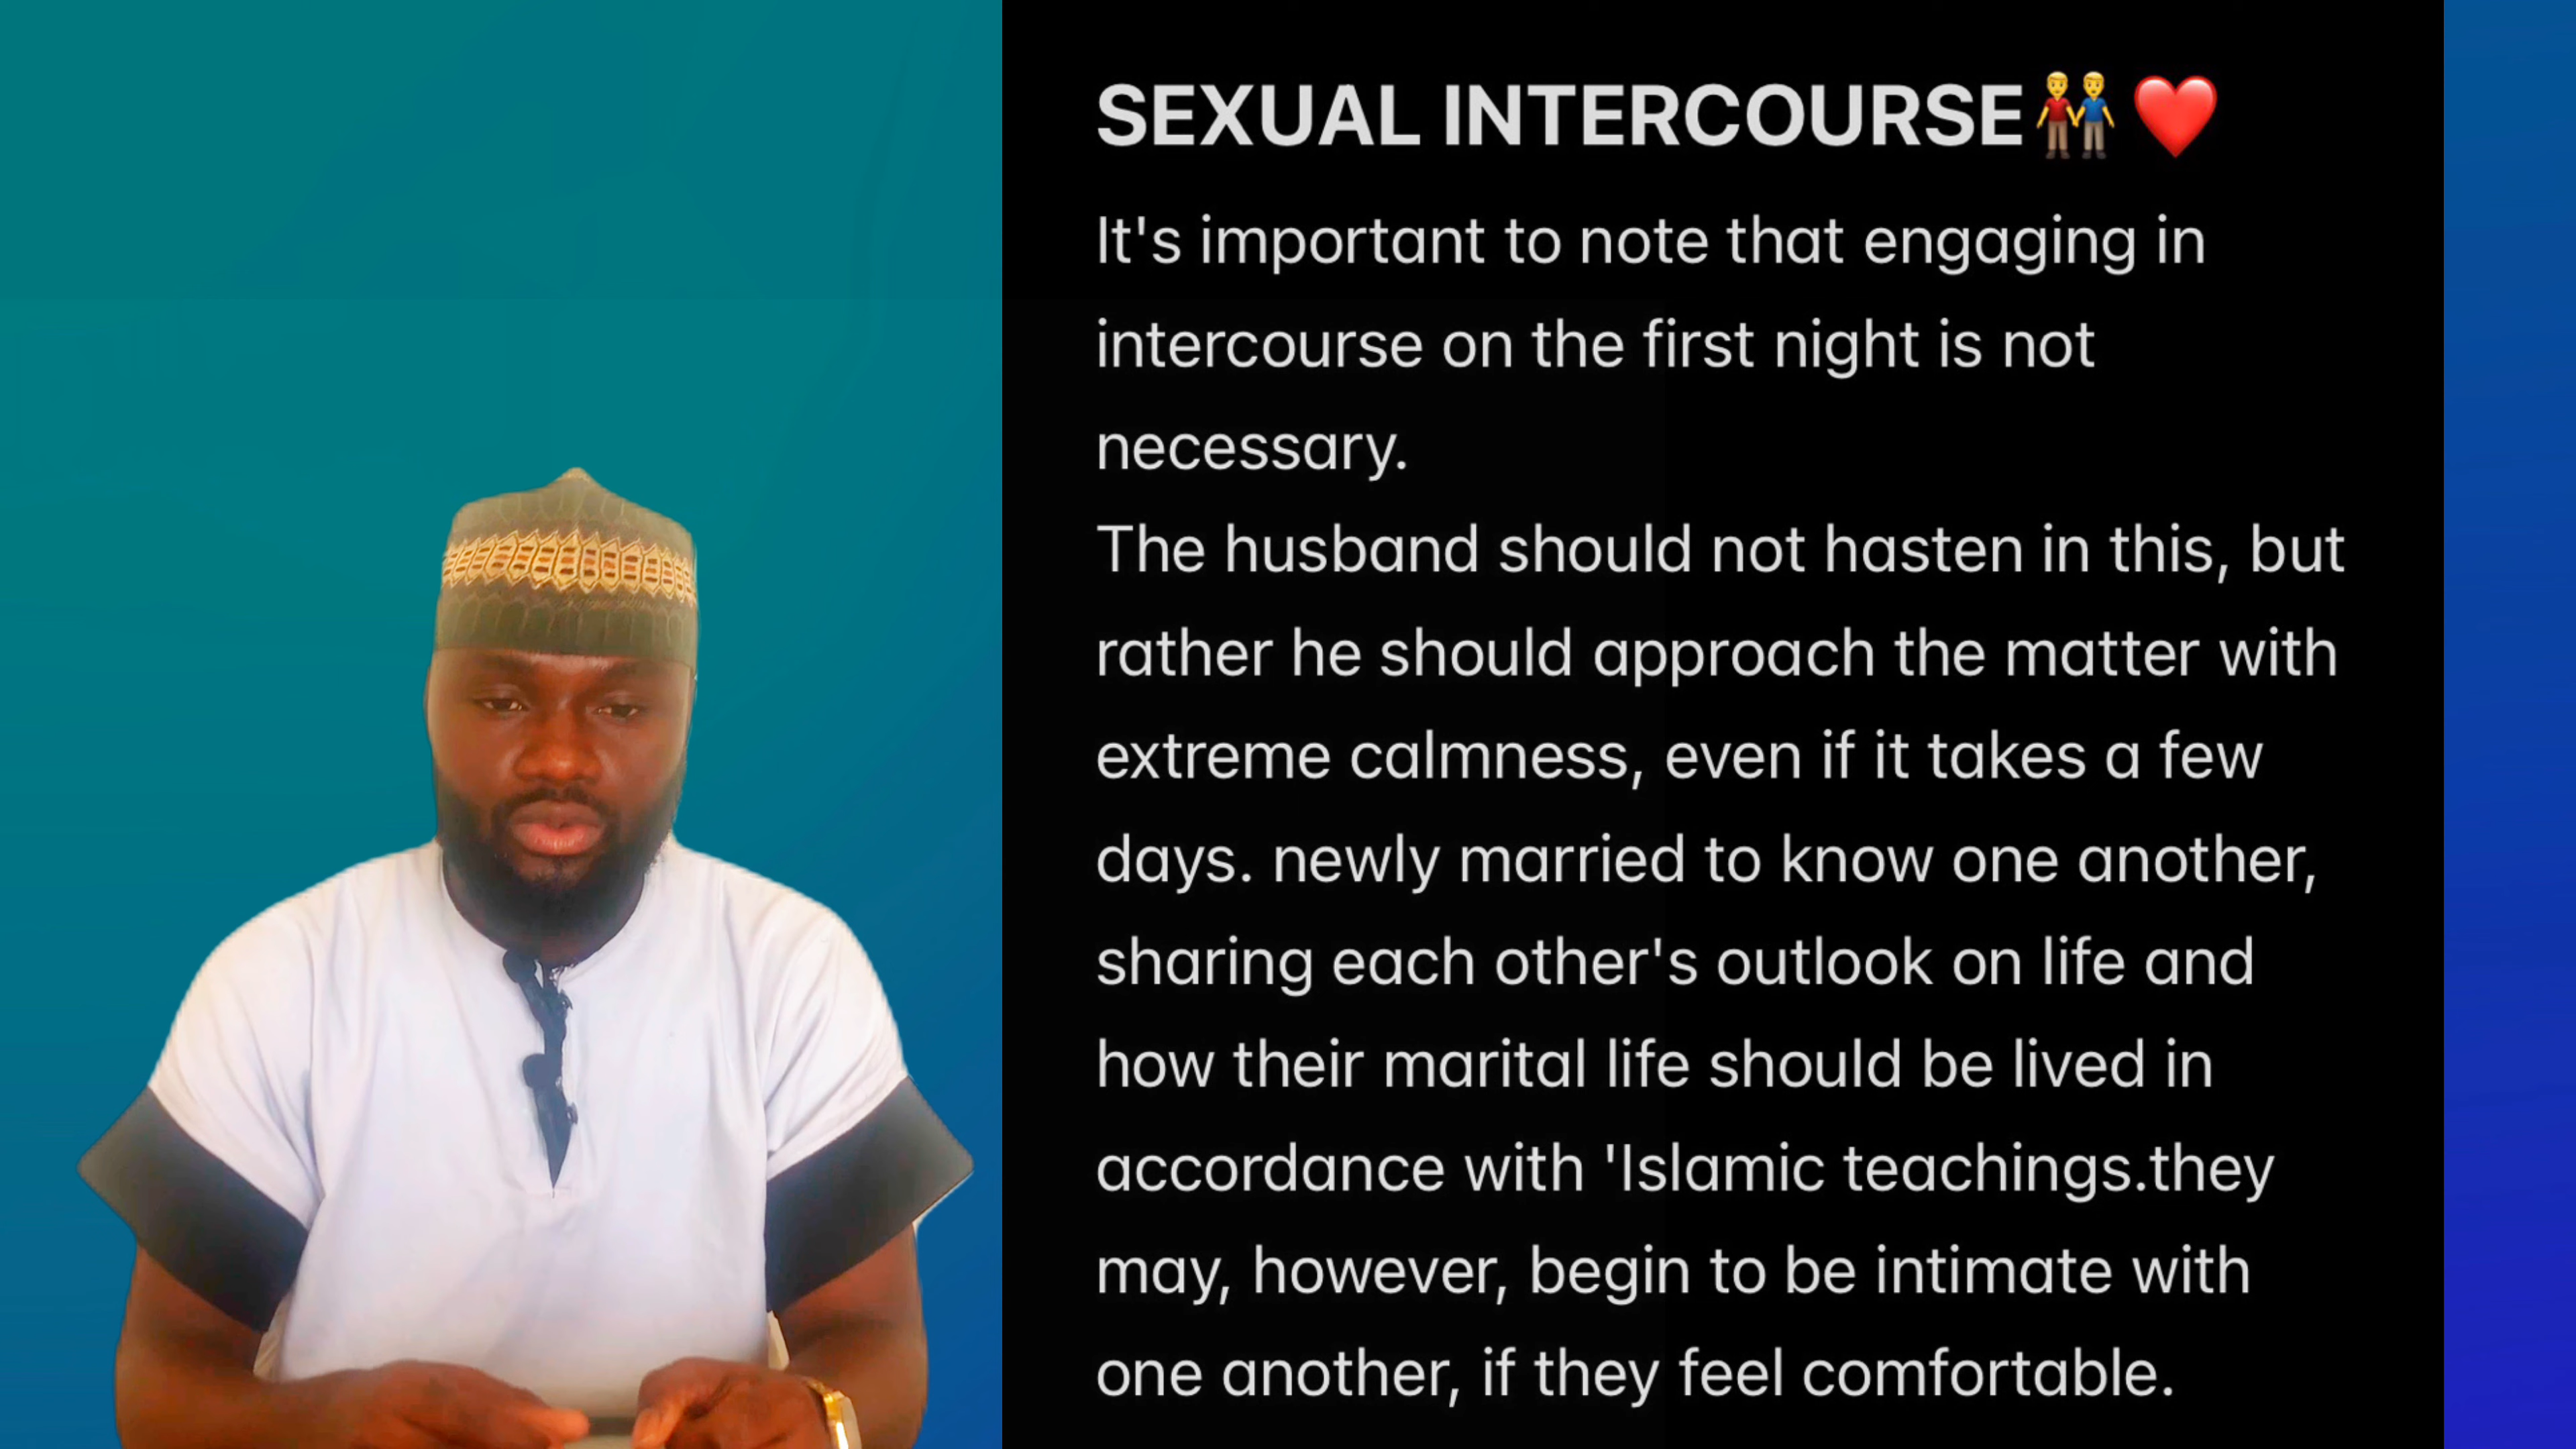 SEXUAL INTERCOURSE👬❤️
It's important to note that engaging in
intercourse on the first night is not
necessary.
The husband should not hasten in this, but
rather he should approach the matter with
extreme calmness, even if it takes a few
days. newly married to know one another,
sharing each other's outlook on life and
how their marital life should be lived in
accordance with 'Islamic teachings.they
may, however, begin to be intimate with
one another, if they feel comfortable.